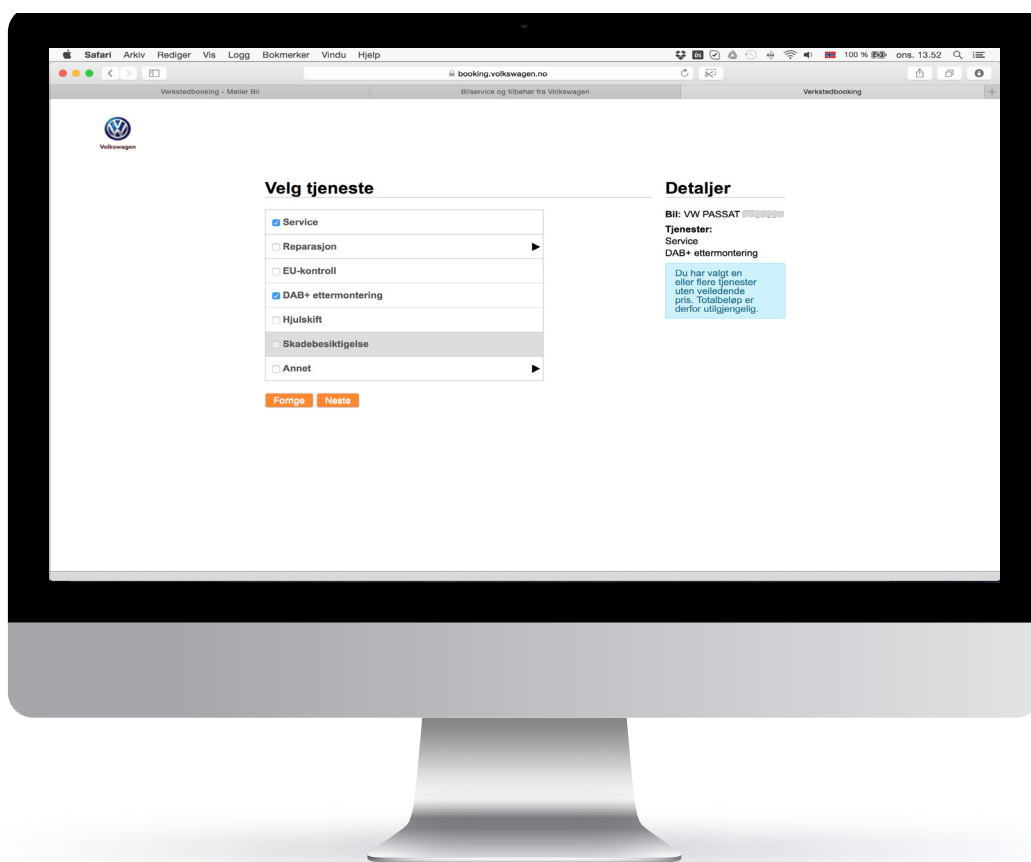 Safari Arkiv Rediger Vis Logg Bokmerker Vindu Hjelp
100 % ons. 13.52
booking.volkswagen.no
Verkstedbooking - Møller Bil
Bilservice og tilbehør fra Volkswagen
Verkstedbooking
Volkswagen
Velg tjeneste
Service
Reparasjon
EU-kontroll
DAB+ ettermontering
Hjulskift
Skadebesiktigelse
Annet
Forrige Neste
Detaljer
Bil: VW PASSAT
Tjenester:
Service
DAB+ ettermontering
Du har valgt en
eller flere tjenester
uten veiledende
pris. Totalbeløp er
derfor utilgjengelig.